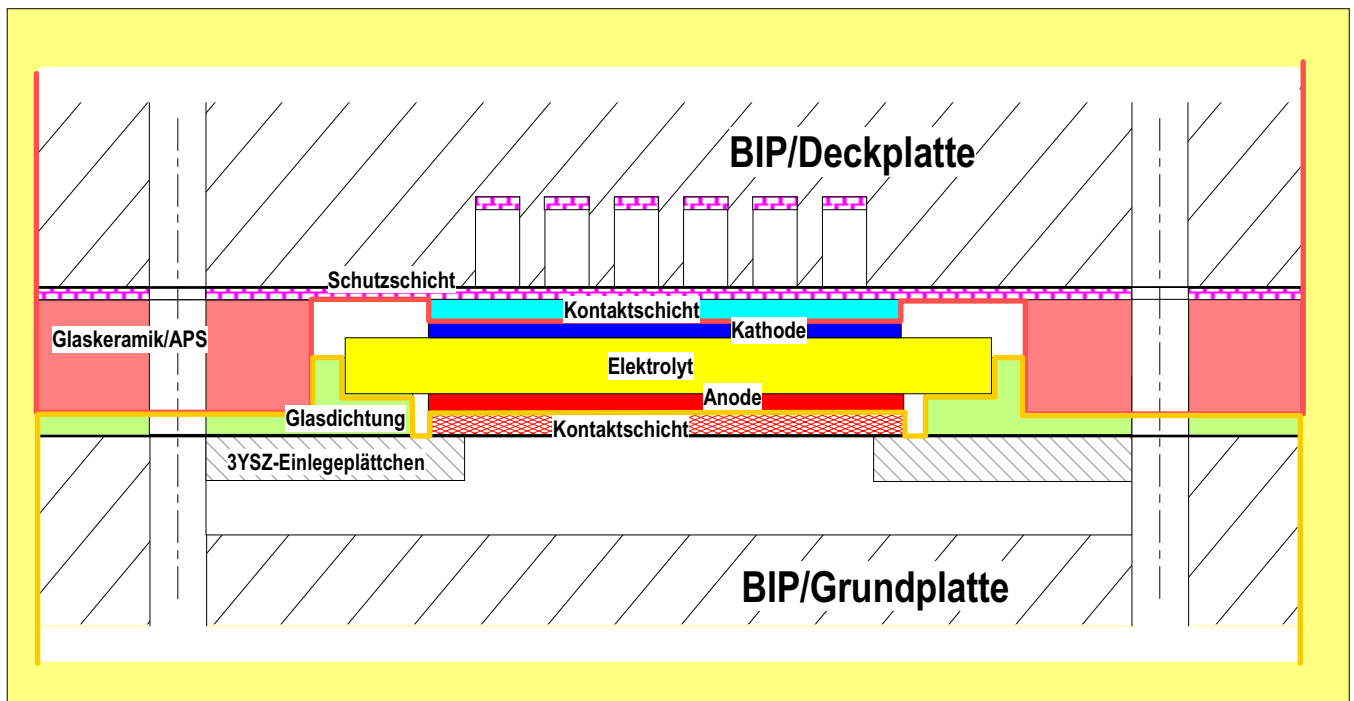 BIP/Deckplatte
Schutzschicht
Kontaktschicht
Glaskeramik/APS
Kathode
Elektrolyt
Anode
Glasdichtung
Kontaktschicht
3YSZ-Einlegeplättchen
BIP/Grundplatte